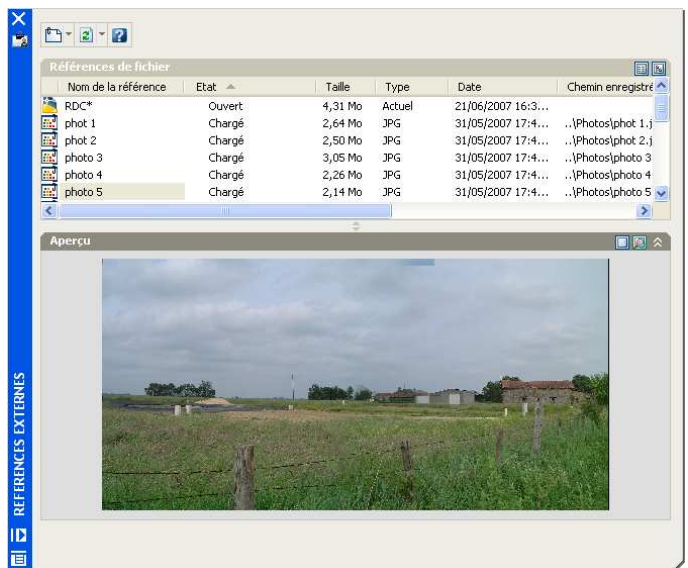 Références de fichier
Nom de la référence Etat Taille Type Date Chemin enregistré
RDC* Ouvert 4,31 Mo Actuel 21/06/2007 16:3...
phot 1 Chargé 2,64 Mo JPG 31/05/2007 17:4... ..\Photos\phot 1.j
phot 2 Chargé 2,50 Mo JPG 31/05/2007 17:4... ..\Photos\phot 2.j
photo 3 Chargé 3,05 Mo JPG 31/05/2007 17:4... ..\Photos\photo 3
photo 4 Chargé 2,26 Mo JPG 31/05/2007 17:4... ..\Photos\photo 4
photo 5 Chargé 2,14 Mo JPG 31/05/2007 17:4... ..\Photos\photo 5
Aperçu
REFERENCES EXTERNES